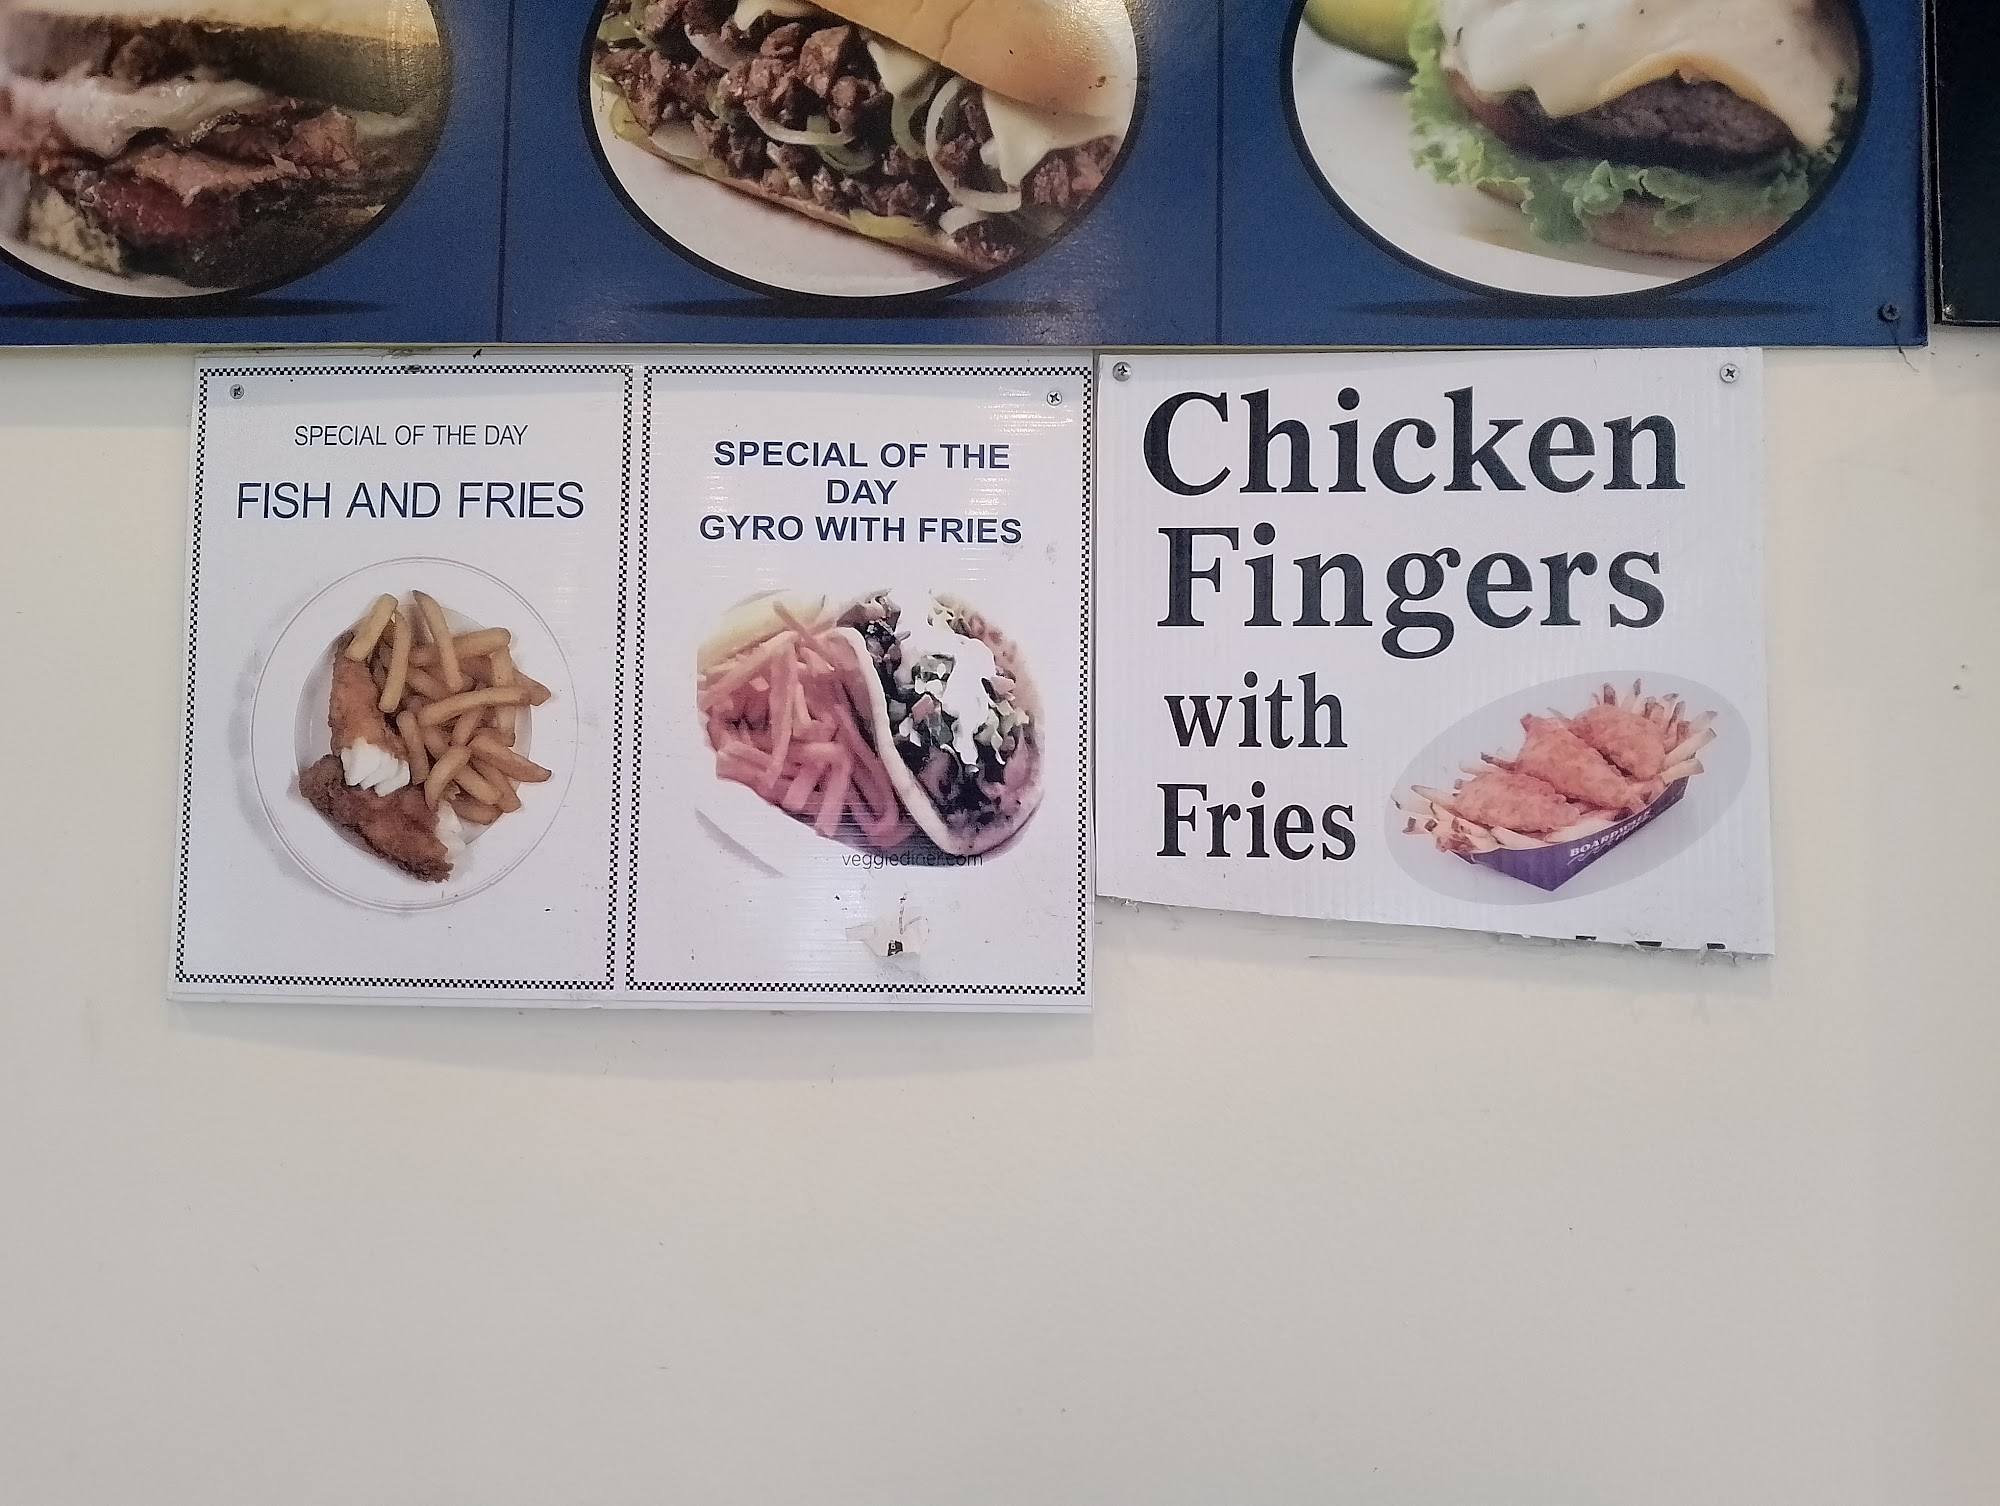 SPECIAL OF THE DAY
FISH AND FRIES
SPECIAL OF THE
DAY
GYRO WITH FRIES
veggiediner.com
Chicken
Fingers
with
Fries
BOARDWALK